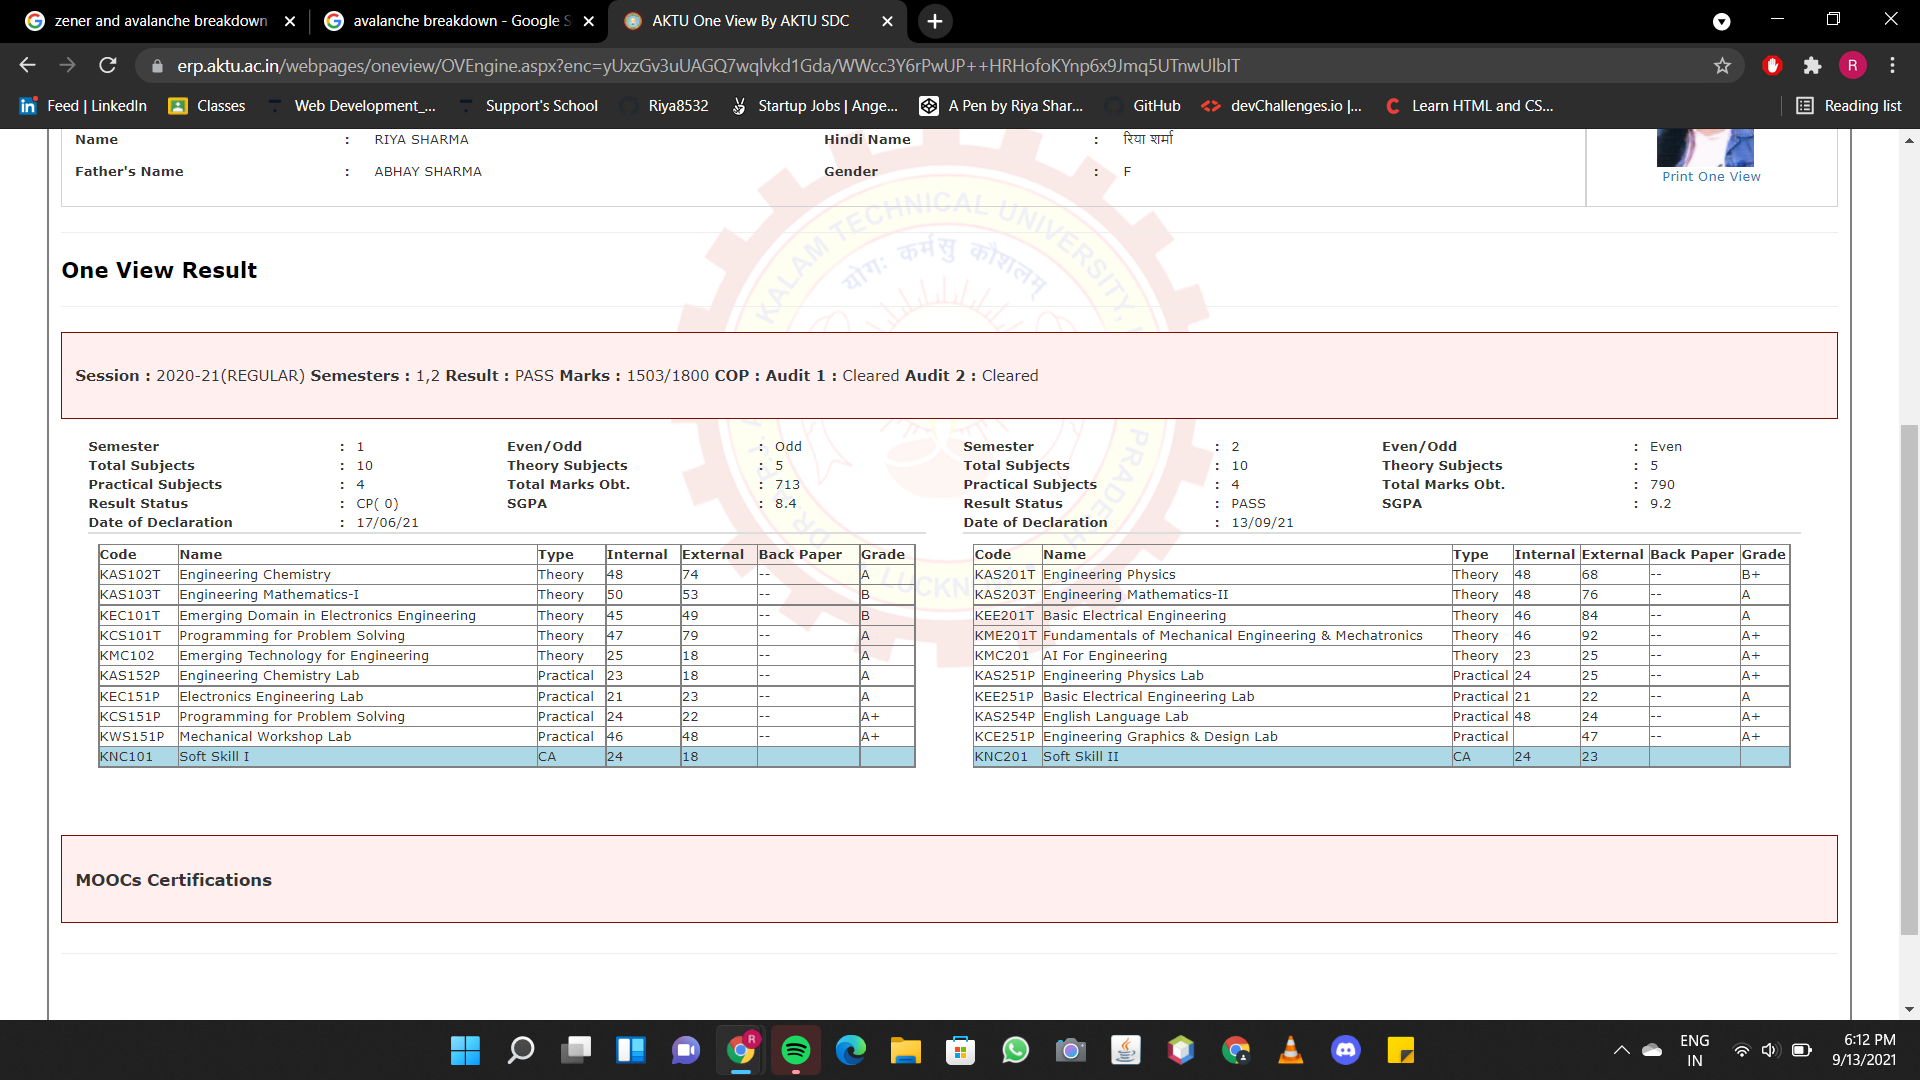 zener and avalanche breakdown
avalanche breakdown - Google S
AKTU One View By AKTU SDC
erp.aktu.ac.in/webpages/oneview/OVEngine.aspx?enc=yUxzGv3uUAGQ7wqlvkd1Gda/WWcc3Y6rPwUP++HRHofoKYnp6x9Jmq5UTnwUlbIT
R
Feed | LinkedIn Classes Web Development_... Support's School Riya8532 Startup Jobs | Ange... A Pen by Riya Shar... GitHub devChallenges.io |... Learn HTML and CS... Reading list
Name : RIYA SHARMA Hindi Name : रिया शर्मा
Father's Name : ABHAY SHARMA Gender : F
Print One View
KALAM TECHNICAL UNIVERSITY,
योगः कर्मसु कौशलम्
One View Result
Session : 2020-21(REGULAR) Semesters : 1,2 Result : PASS Marks : 1503/1800 COP : Audit 1 : Cleared Audit 2 : Cleared
Semester : 1 Even/Odd : Odd
Total Subjects : 10 Theory Subjects : 5
Practical Subjects : 4 Total Marks Obt. : 713
Result Status : CP( 0) SGPA : 8.4
Date of Declaration : 17/06/21
Code Name Type Internal External Back Paper Grade
KAS102T Engineering Chemistry Theory 48 74 -- A
KAS103T Engineering Mathematics-I Theory 50 53 -- B
KEC101T Emerging Domain in Electronics Engineering Theory 45 49 -- B
KCS101T Programming for Problem Solving Theory 47 79 -- A
KMC102 Emerging Technology for Engineering Theory 25 18 -- A
KAS152P Engineering Chemistry Lab Practical 23 18 -- A
KEC151P Electronics Engineering Lab Practical 21 23 -- A
KCS151P Programming for Problem Solving Practical 24 22 -- A+
KWS151P Mechanical Workshop Lab Practical 46 48 -- A+
KNC101 Soft Skill I CA 24 18
Semester : 2 Even/Odd : Even
Total Subjects : 10 Theory Subjects : 5
Practical Subjects : 4 Total Marks Obt. : 790
Result Status : PASS SGPA : 9.2
Date of Declaration : 13/09/21
Code Name Type Internal External Back Paper Grade
KAS201T Engineering Physics Theory 48 68 -- B+
KAS203T Engineering Mathematics-II Theory 48 76 -- A
KEE201T Basic Electrical Engineering Theory 46 84 -- A
KME201T Fundamentals of Mechanical Engineering & Mechatronics Theory 46 92 -- A+
KMC201 AI For Engineering Theory 23 25 -- A+
KAS251P Engineering Physics Lab Practical 24 25 -- A+
KEE251P Basic Electrical Engineering Lab Practical 21 22 -- A
KAS254P English Language Lab Practical 48 24 -- A+
KCE251P Engineering Graphics & Design Lab Practical 47 -- A+
KNC201 Soft Skill II CA 24 23
MOOCs Certifications
R
ENG
IN
6:12 PM
9/13/2021